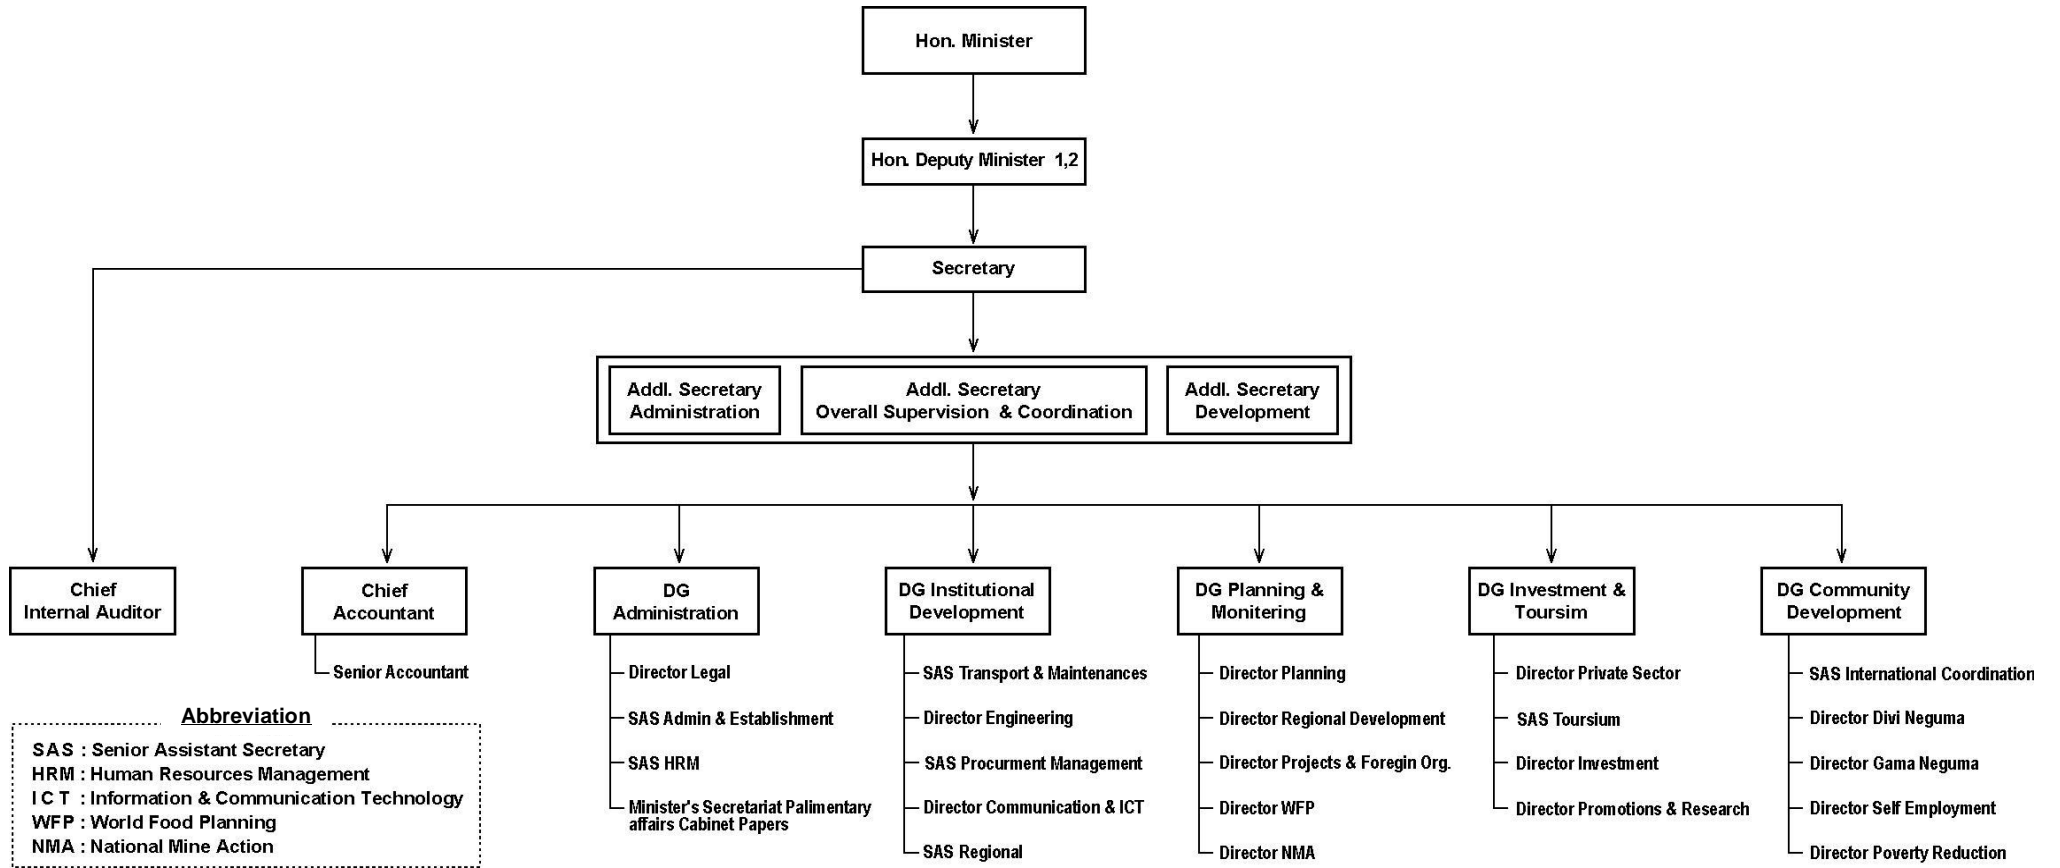 Hon. Minister
Hon. Deputy Minister 1,2
Secretary
Addl. Secretary
Administration
Addl. Secretary
Overall Supervision & Coordination
Addl. Secretary
Development
Chief
Internal Auditor
Chief
Accountant
Senior Accountant
DG
Administration
Director Legal
SAS Admin & Establishment
SAS HRM
Minister's Secretariat Palimentary
affairs Cabinet Papers
DG Institutional
Development
SAS Transport & Maintenances
Director Engineering
SAS Procurment Management
Director Communication & ICT
SAS Regional
DG Planning &
Monitering
Director Planning
Director Regional Development
Director Projects & Foregin Org.
Director WFP
Director NMA
DG Investment &
Toursim
Director Private Sector
SAS Toursium
Director Investment
Director Promotions & Research
DG Community
Development
SAS International Coordination
Director Divi Neguma
Director Gama Neguma
Director Self Employment
Director Poverty Reduction
Abbreviation
SAS : Senior Assistant Secretary
HRM : Human Resources Management
I C T : Information & Communication Technology
WFP : World Food Planning
NMA : National Mine Action